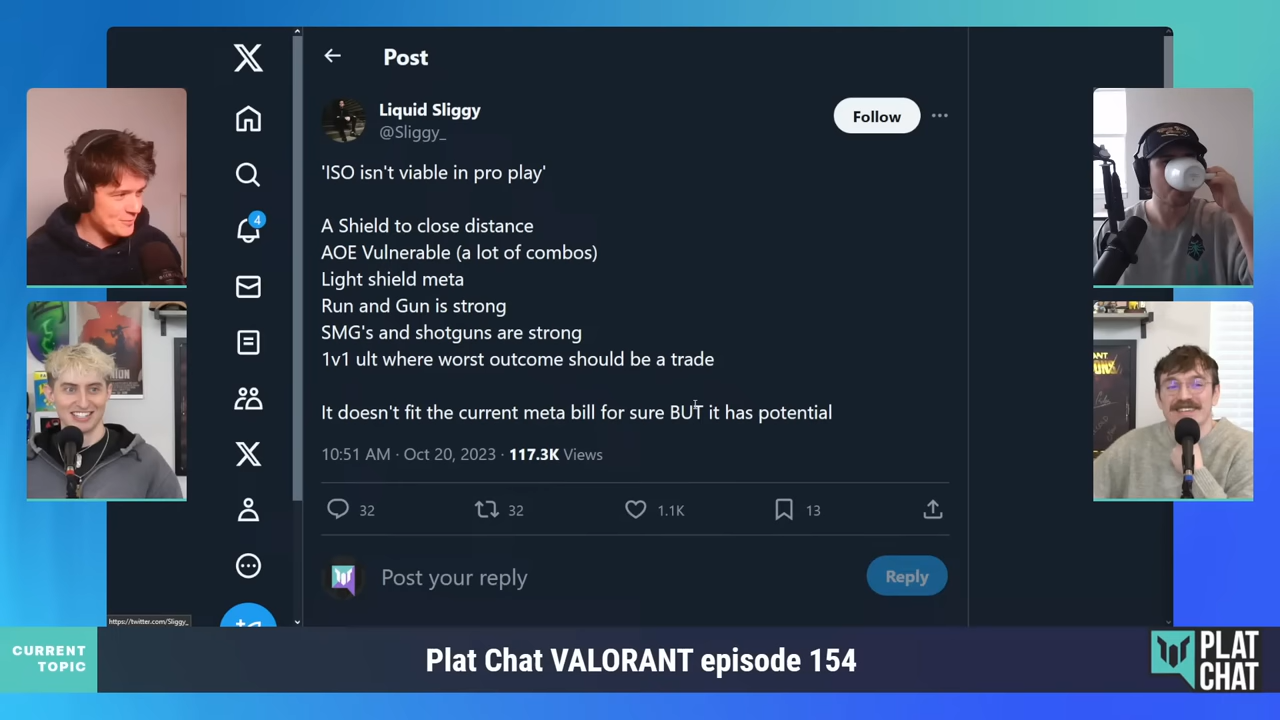 Post
Liquid Sliggy
@Sliggy_
Follow
'ISO isn't viable in pro play'
4
A Shield to close distance
AOE Vulnerable (a lot of combos)
Light shield meta
Run and Gun is strong
SMG's and shotguns are strong
1v1 ult where worst outcome should be a trade
It doesn't fit the current meta bill for sure BUT it has potential
10:51 AM · Oct 20, 2023 · 117.3K Views
32
32
1.1K
13
Post your reply
Reply
https://twitter.com/Sliggy_
CURRENT
TOPIC
Plat Chat VALORANT episode 154
PLAT
CHAT